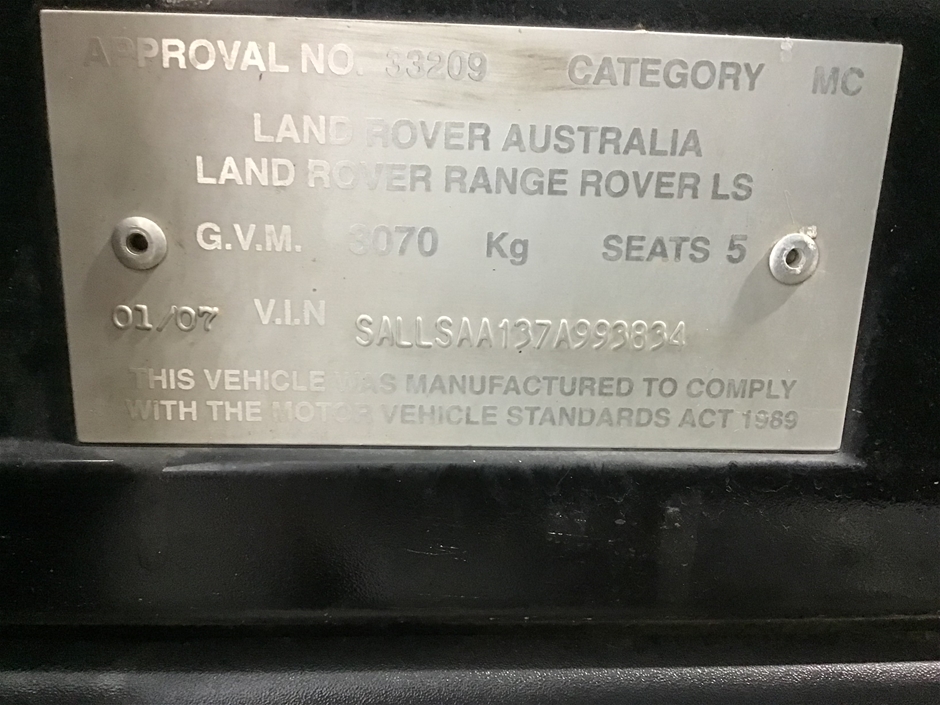 APPROVAL NO. 33209 CATEGORY MC
LAND ROVER AUSTRALIA
LAND ROVER RANGE ROVER LS
G.V.M. 3070 Kg SEATS 5
01/07 V.I.N SALLSAA137A993834
THIS VEHICLE WAS MANUFACTURED TO COMPLY
WITH THE MOTOR VEHICLE STANDARDS ACT 1989